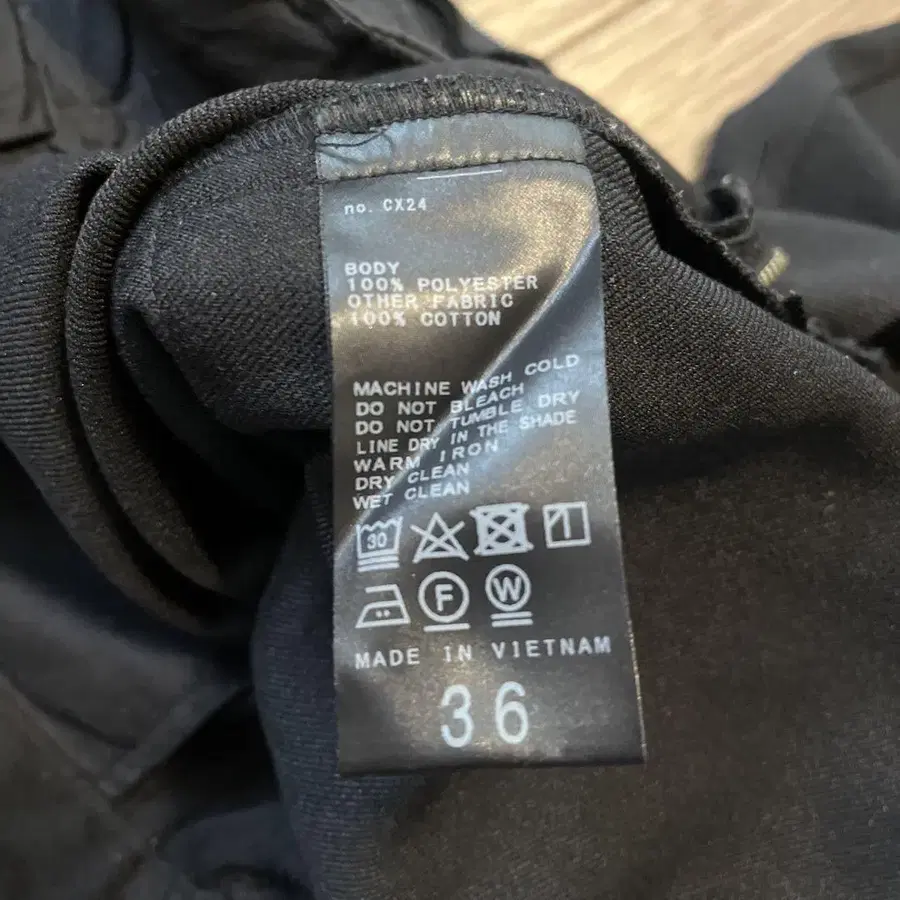 no. CX24
BODY
100% POLYESTER
OTHER FABRIC
100% COTTON
MACHINE WASH COLD
DO NOT BLEACH
DO NOT TUMBLE DRY
LINE DRY IN THE SHADE
WARM IRON
DRY CLEAN
WET CLEAN
30
F W
MADE IN VIETNAM
36